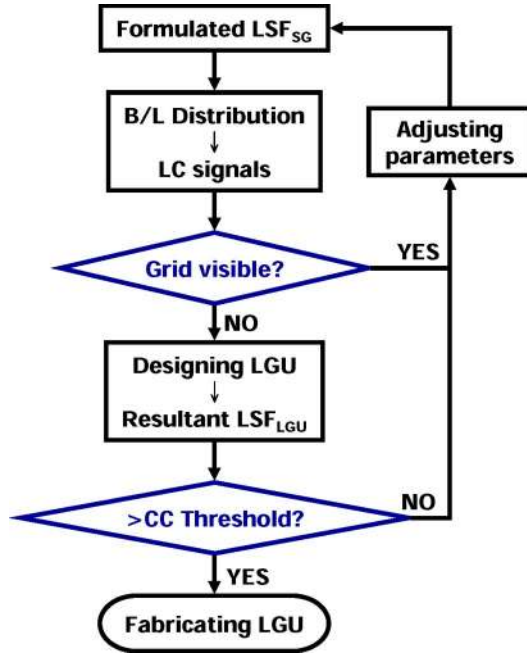 Formulated LSF_SG
B/L Distribution
↓
LC signals
Adjusting
parameters
Grid visible?
YES
NO
Designing LGU
↓
Resultant LSF_LGU
>CC Threshold?
NO
YES
Fabricating LGU